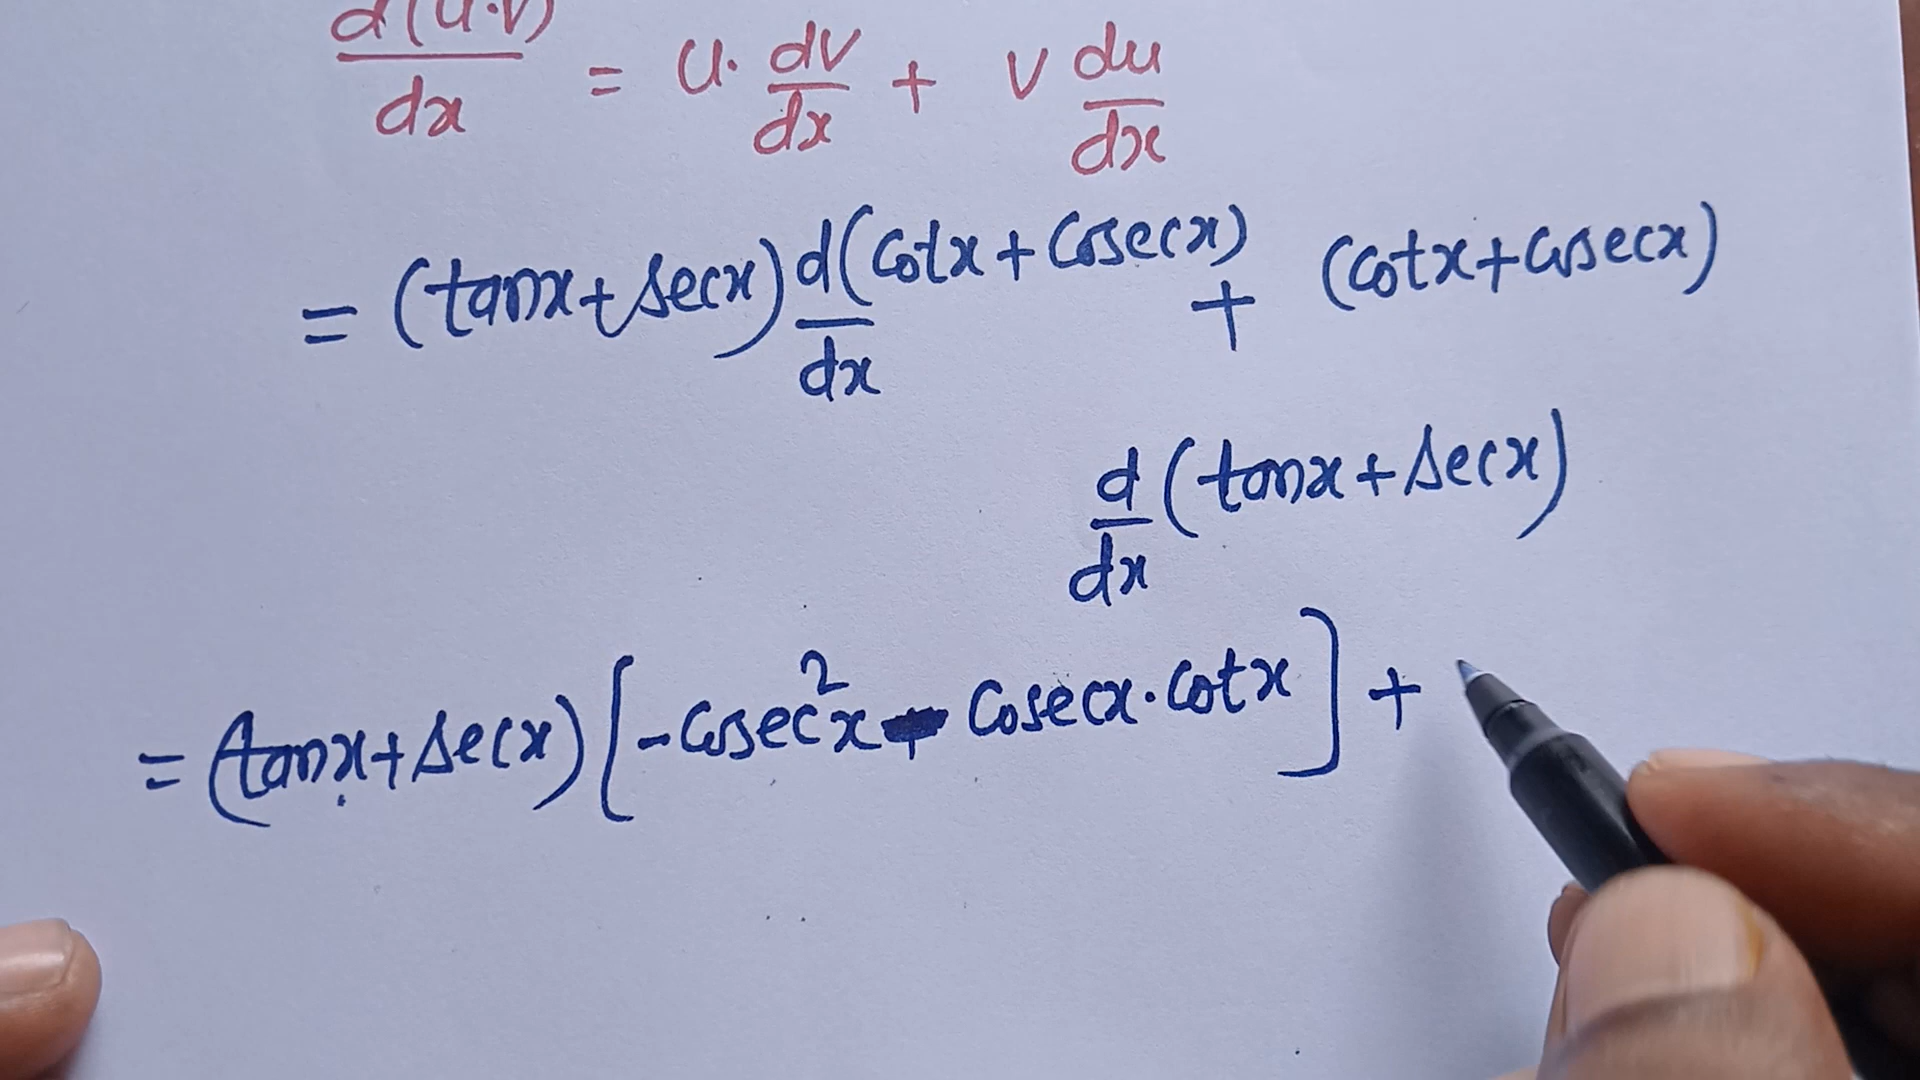 d(u·v)/dx = u· dv/dx + v du/dx
= (tanx+secx) d/dx (cotx+cosecx) + (cotx+cosecx)
d/dx (tanx+secx)
= (tanx+secx) [-cosec²x - cosecx·cotx] +